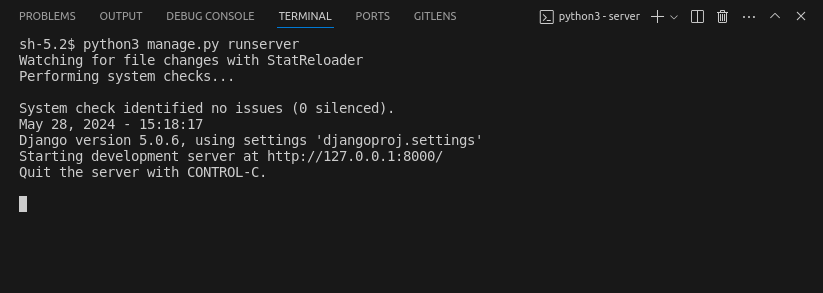 PROBLEMS OUTPUT DEBUG CONSOLE TERMINAL PORTS GITLENS python3 - server
sh-5.2$ python3 manage.py runserver
Watching for file changes with StatReloader
Performing system checks...
System check identified no issues (0 silenced).
May 28, 2024 - 15:18:17
Django version 5.0.6, using settings 'djangoproj.settings'
Starting development server at http://127.0.0.1:8000/
Quit the server with CONTROL-C.